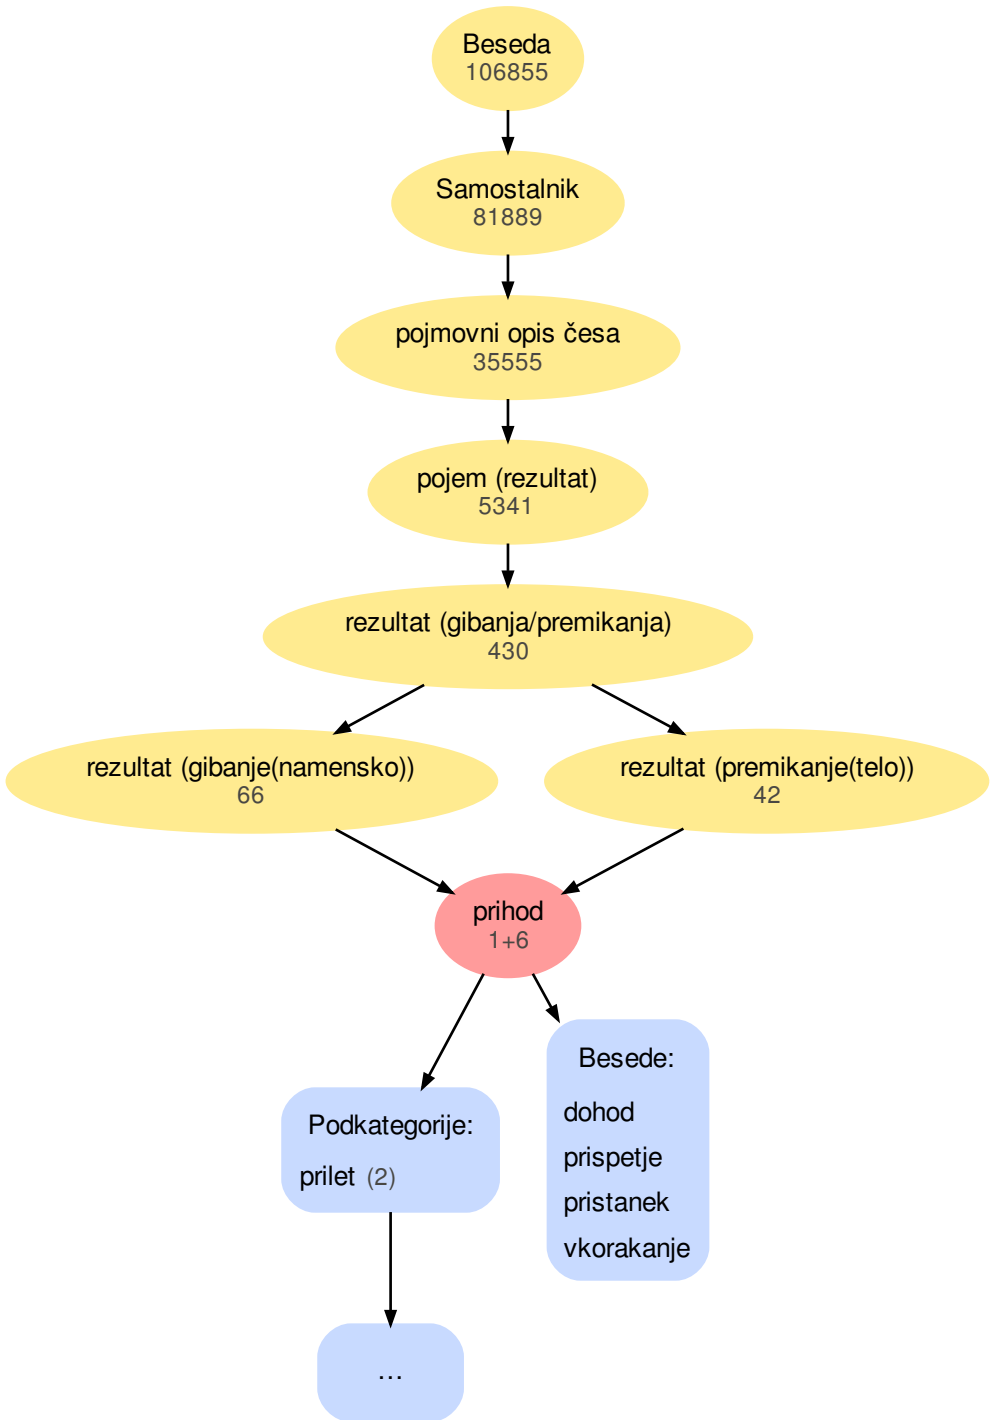 Beseda
106855
Samostalnik
81889
pojmovni opis česa
35555
pojem (rezultat)
5341
rezultat (gibanja/premikanja)
430
rezultat (gibanje(namensko))
66
rezultat (premikanje(telo))
42
prihod
1+6
Podkategorije:
prilet (2)
Besede:
dohod
prispetje
pristanek
vkorakanje
...